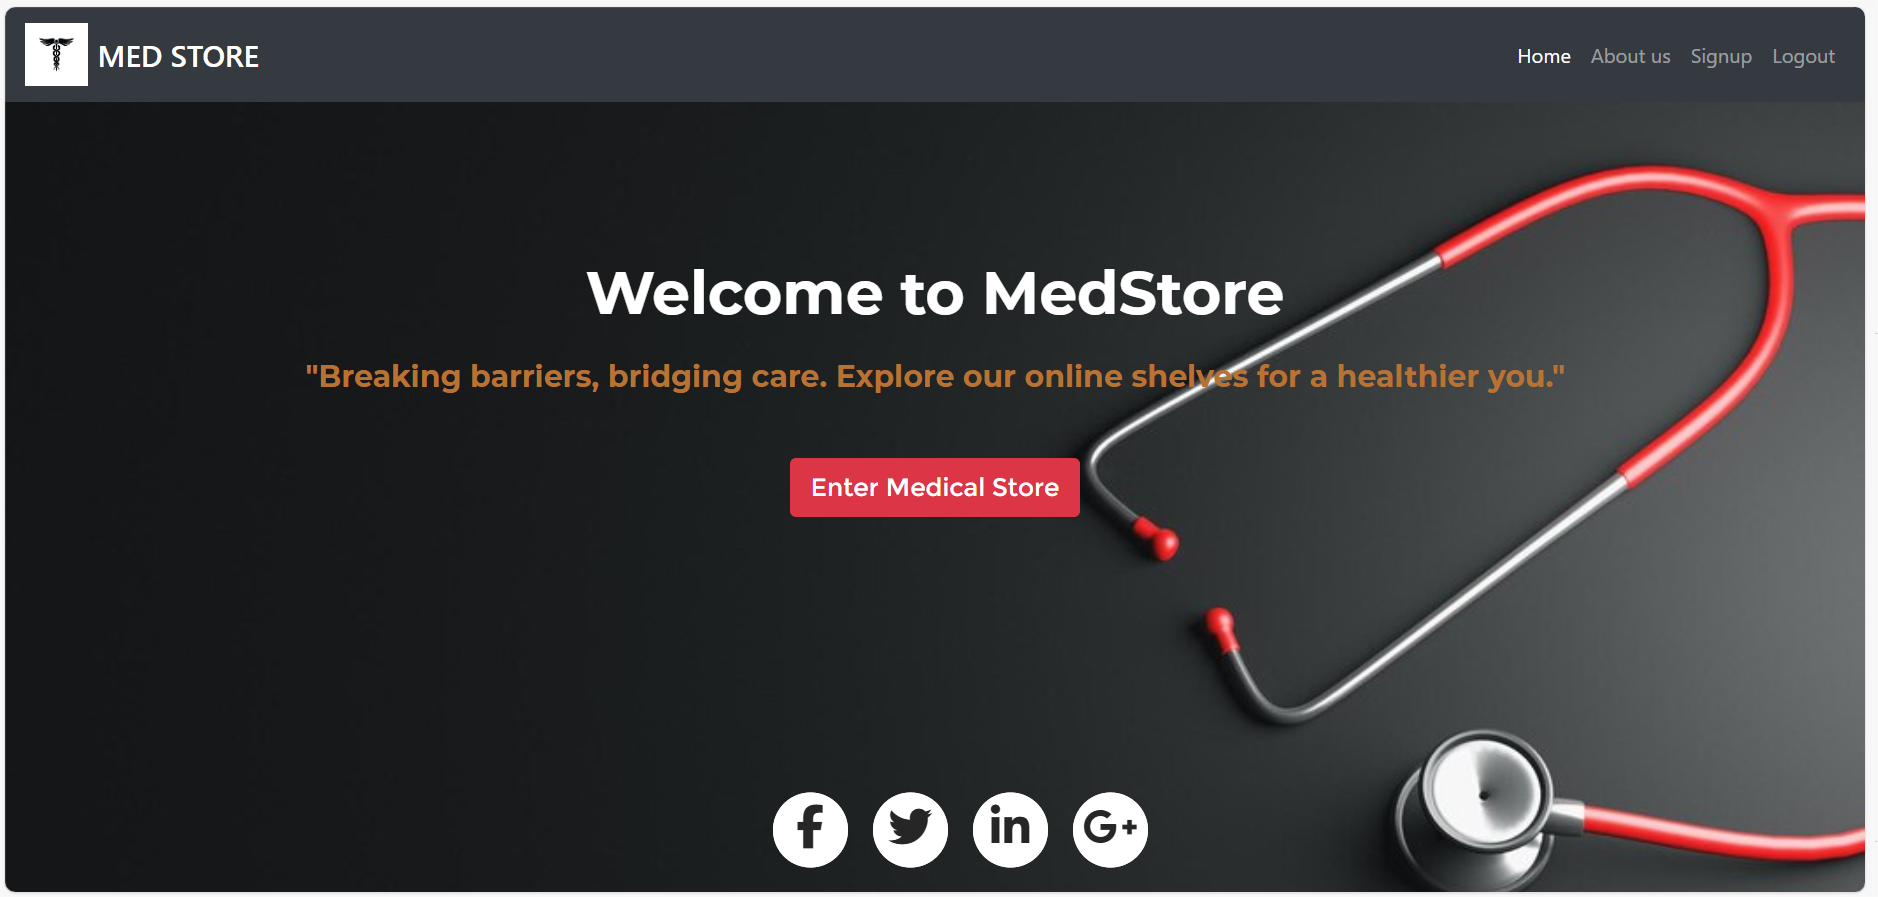 MED STORE
Home About us Signup Logout
Welcome to MedStore
"Breaking barriers, bridging care. Explore our online shelves for a healthier you."
Enter Medical Store
f
in
G+